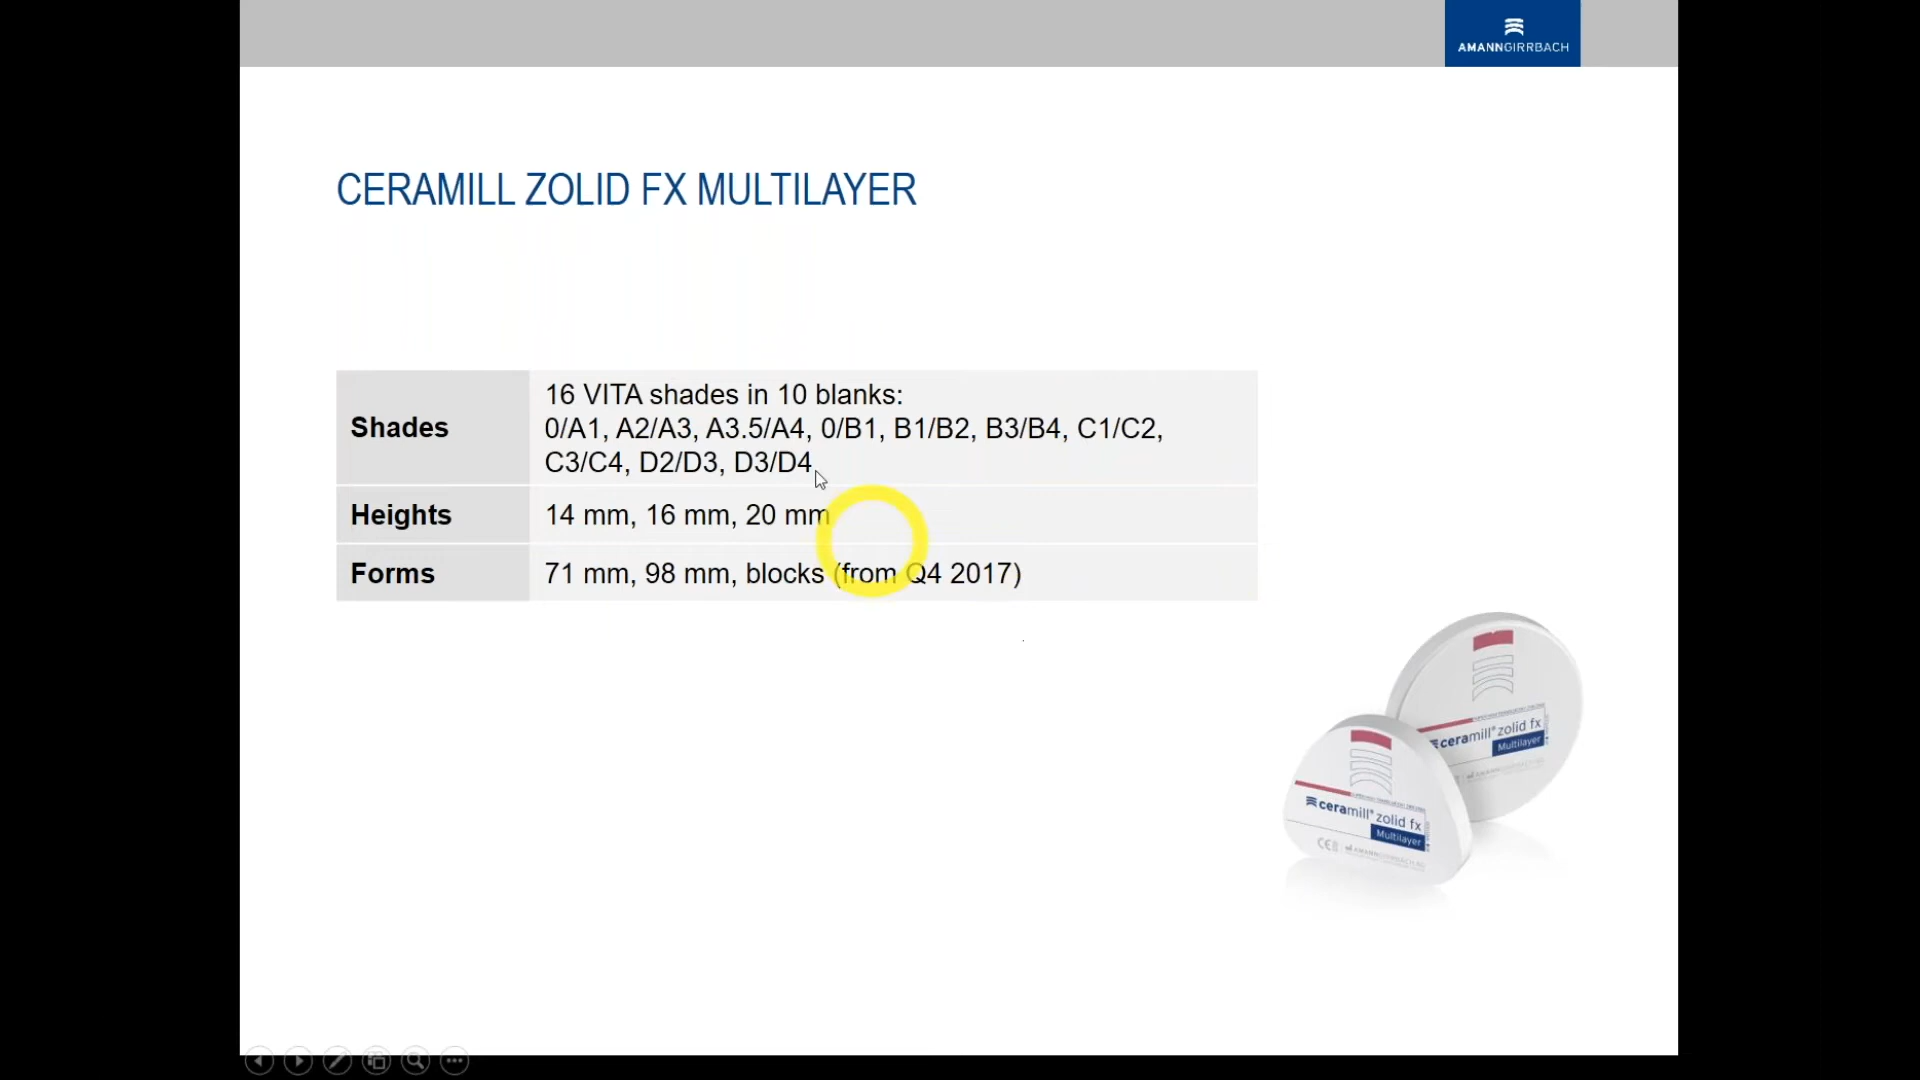 AMANNGIRRBACH
CERAMILL ZOLID FX MULTILAYER
Shades
16 VITA shades in 10 blanks:
0/A1, A2/A3, A3.5/A4, 0/B1, B1/B2, B3/B4, C1/C2,
C3/C4, D2/D3, D3/D4
Heights
14 mm, 16 mm, 20 mm
Forms
71 mm, 98 mm, blocks (from Q4 2017)
ceramill® zolid fx
Multilayer
ceramill® zolid fx
Multilayer
CE